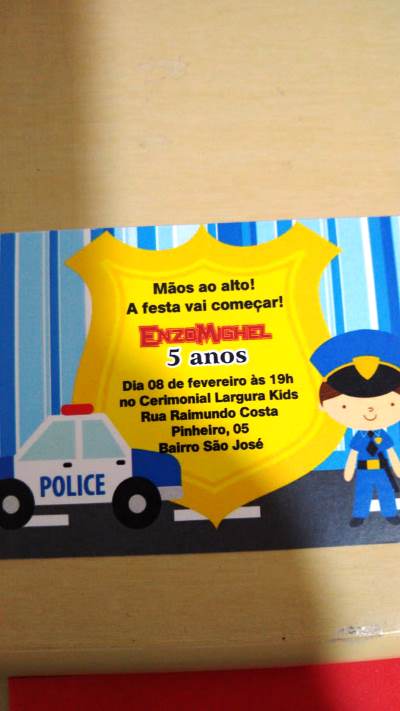 Mãos ao alto!
A festa vai começar!
ENZOMIGHEL
5 anos
Dia 08 de fevereiro às 19h
no Cerimonial Largura Kids
Rua Raimundo Costa
Pinheiro, 05
Bairro São José
POLICE